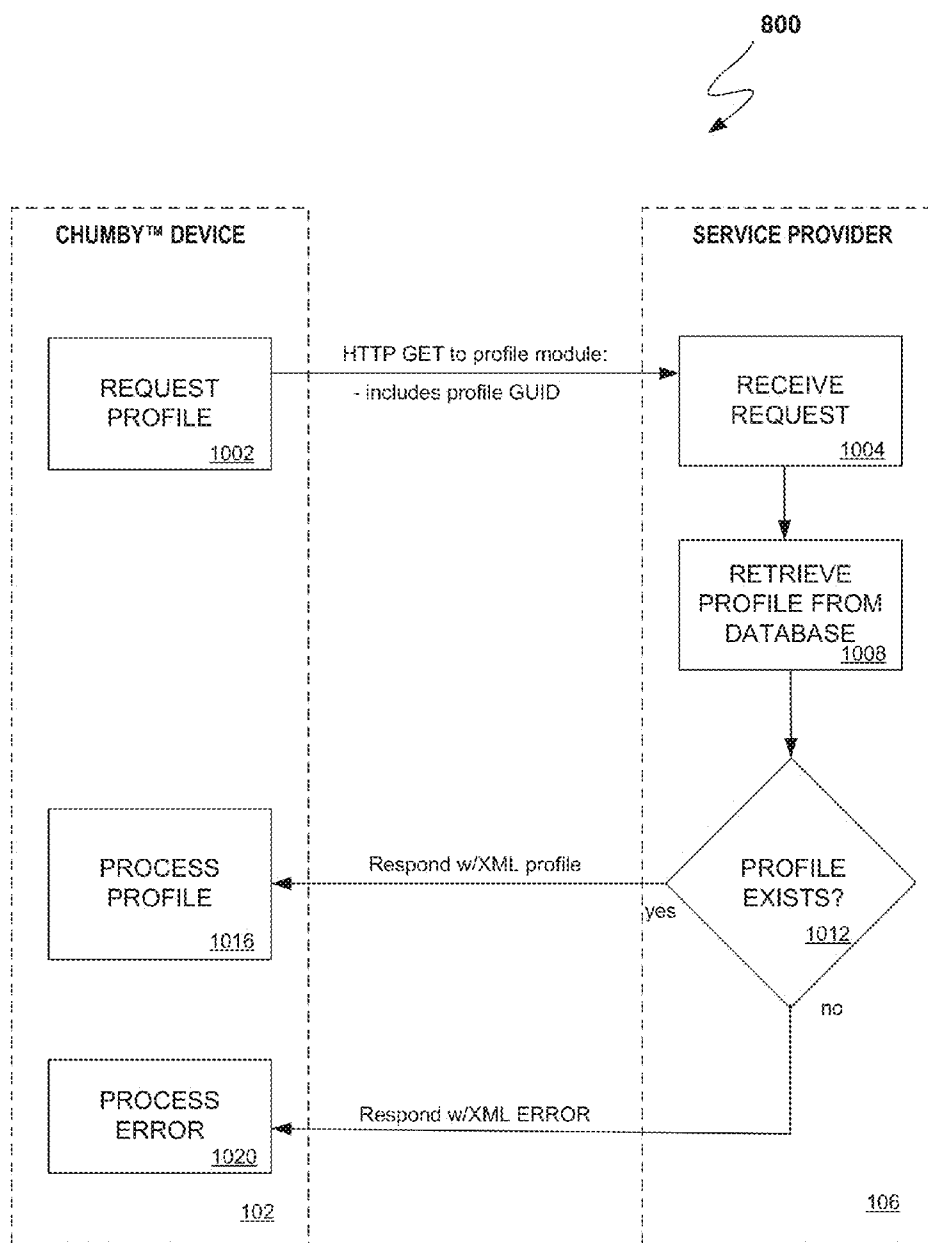 800
CHUMBY™ DEVICE
SERVICE PROVIDER
REQUEST
PROFILE
1002
HTTP GET to profile module:
- includes profile GUID
RECEIVE
REQUEST
1004
RETRIEVE
PROFILE FROM
DATABASE
1008
PROCESS
PROFILE
1016
Respond w/XML profile
yes
PROFILE
EXISTS?
1012
no
PROCESS
ERROR
1020
Respond w/XML ERROR
102
106